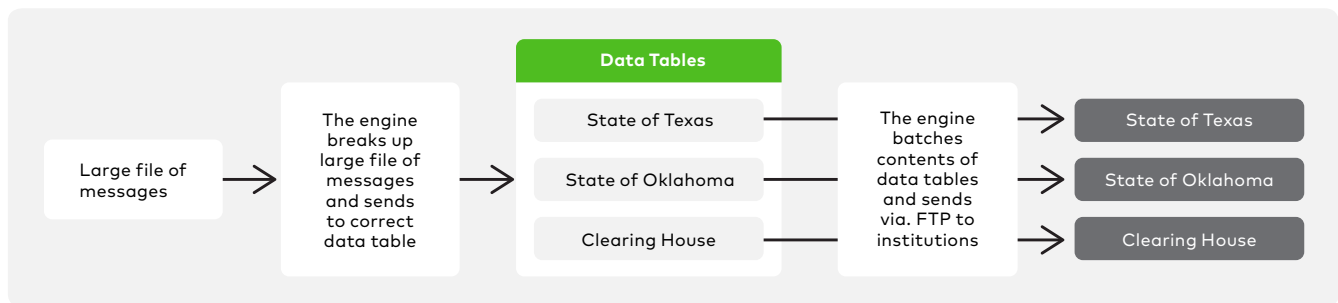 Large file of
messages
The engine
breaks up
large file of
messages
and sends
to correct
data table
Data Tables
State of Texas
State of Oklahoma
Clearing House
The engine
batches
contents of
data tables
and sends
via. FTP to
institutions
State of Texas
State of Oklahoma
Clearing House